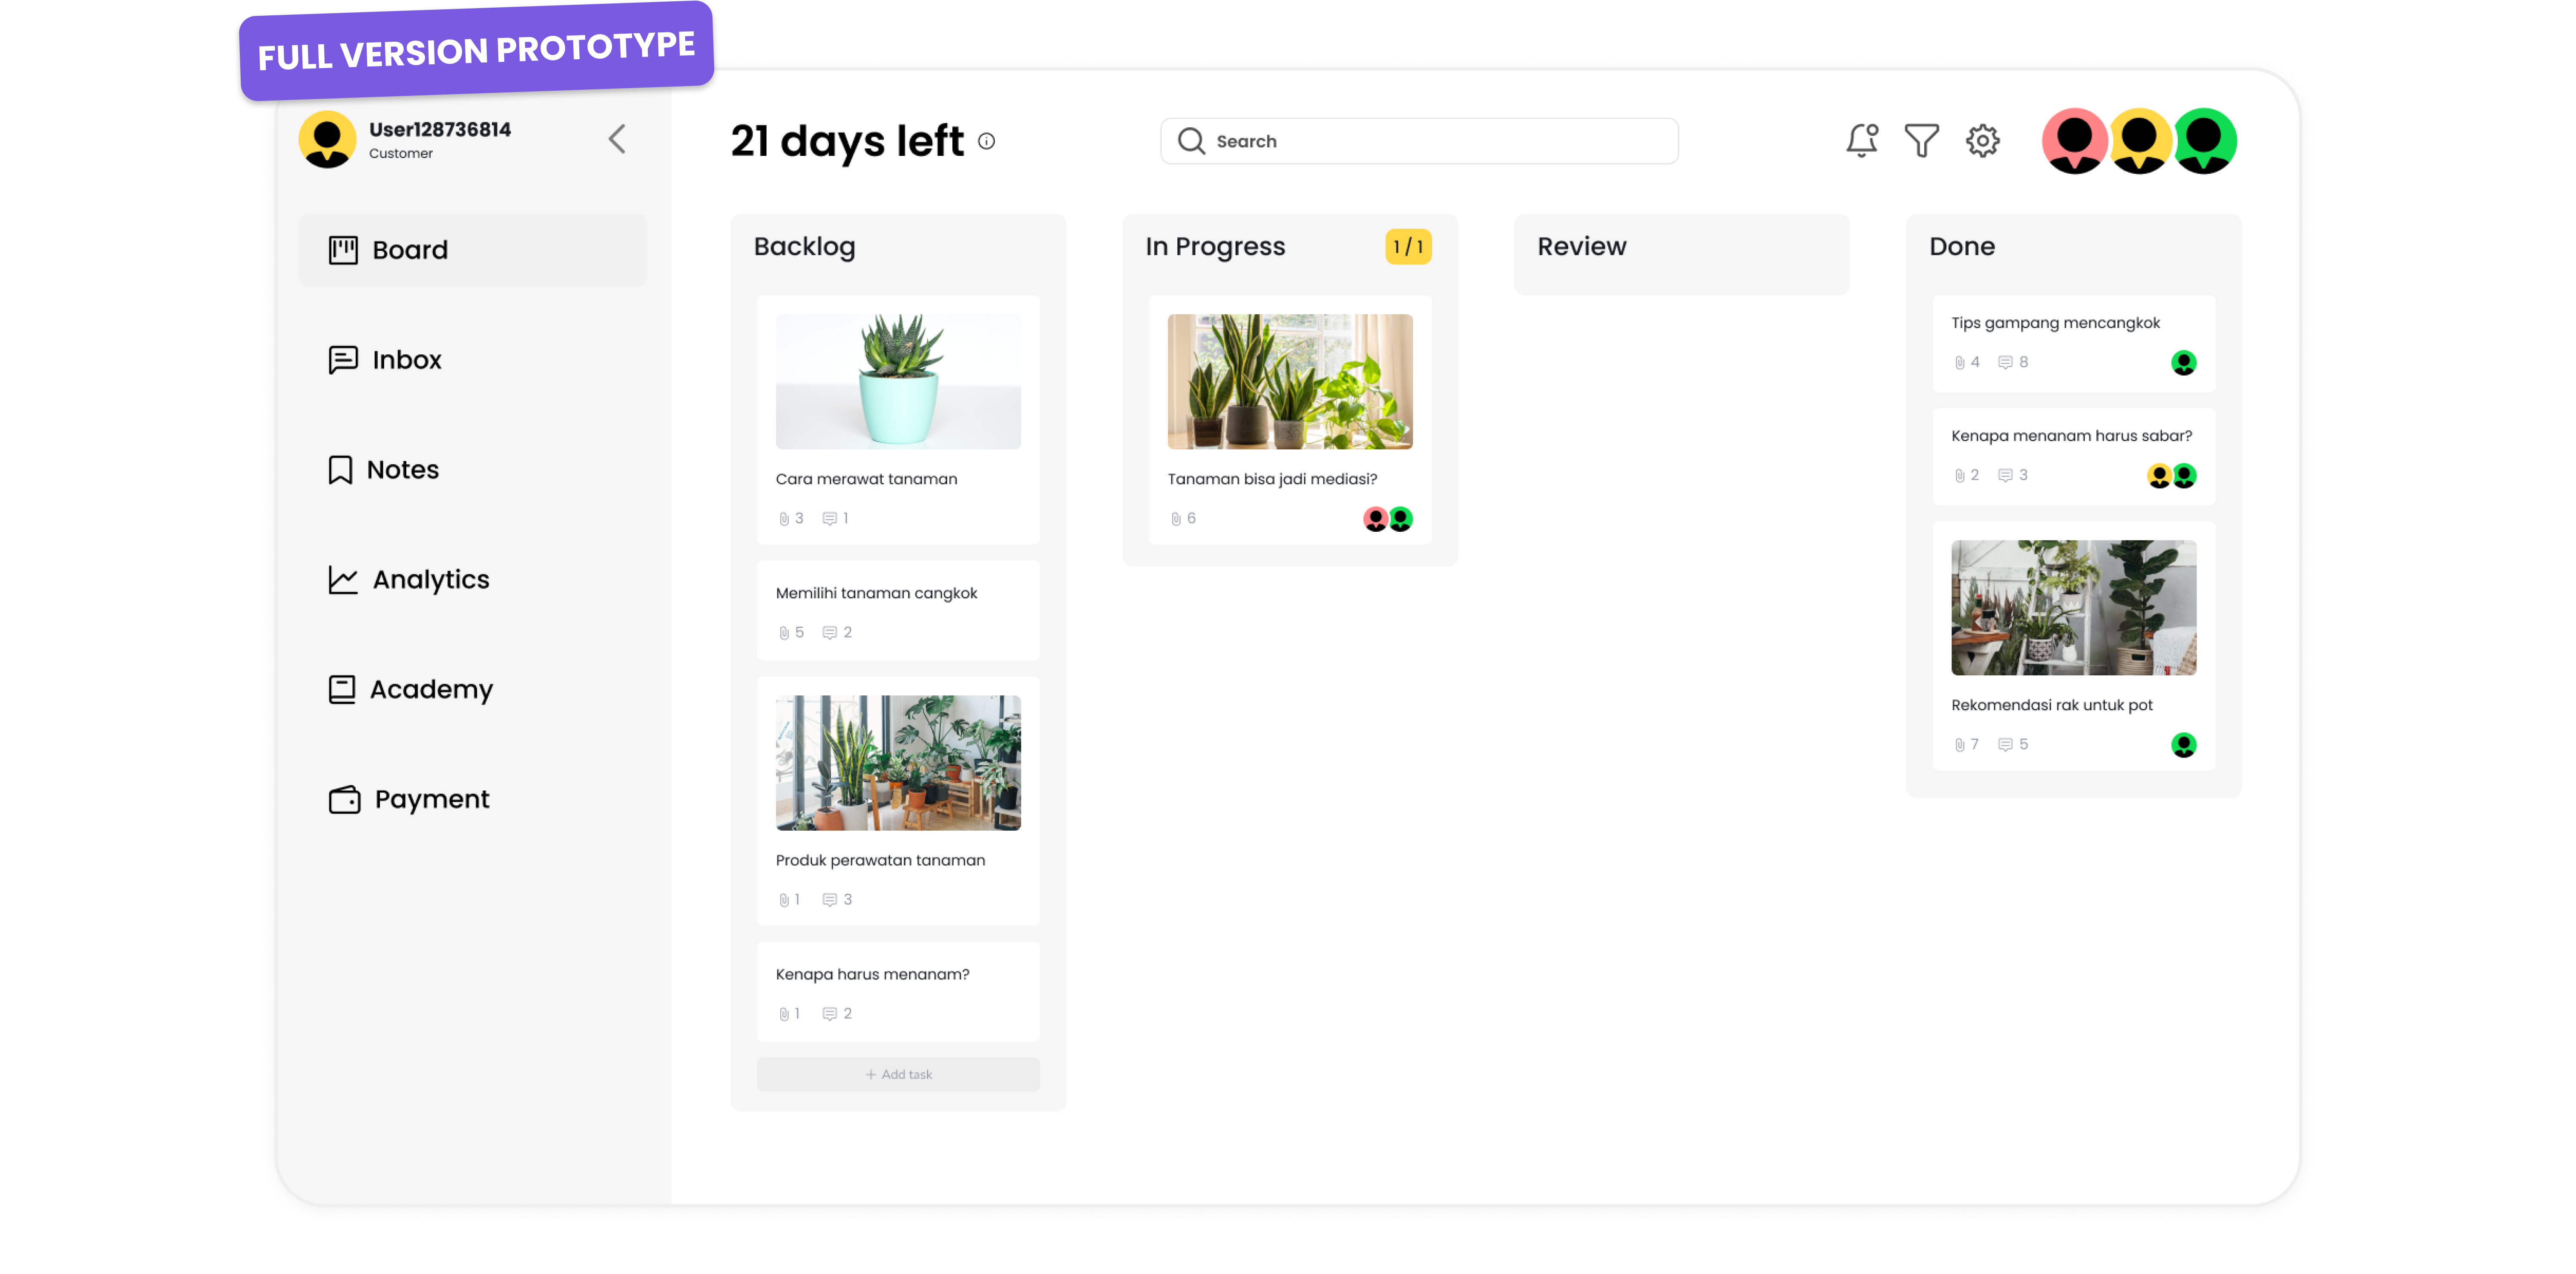 FULL VERSION PROTOTYPE
User128736814
Customer
Board
Inbox
Notes
Analytics
Academy
Payment
21 days left
Search
Backlog
Cara merawat tanaman
3 1
Memilihi tanaman cangkok
5 2
Produk perawatan tanaman
1 3
Kenapa harus menanam?
1 2
+ Add task
In Progress 1 / 1
Tanaman bisa jadi mediasi?
6
Review
Done
Tips gampang mencangkok
4 8
Kenapa menanam harus sabar?
2 3
Rekomendasi rak untuk pot
7 5